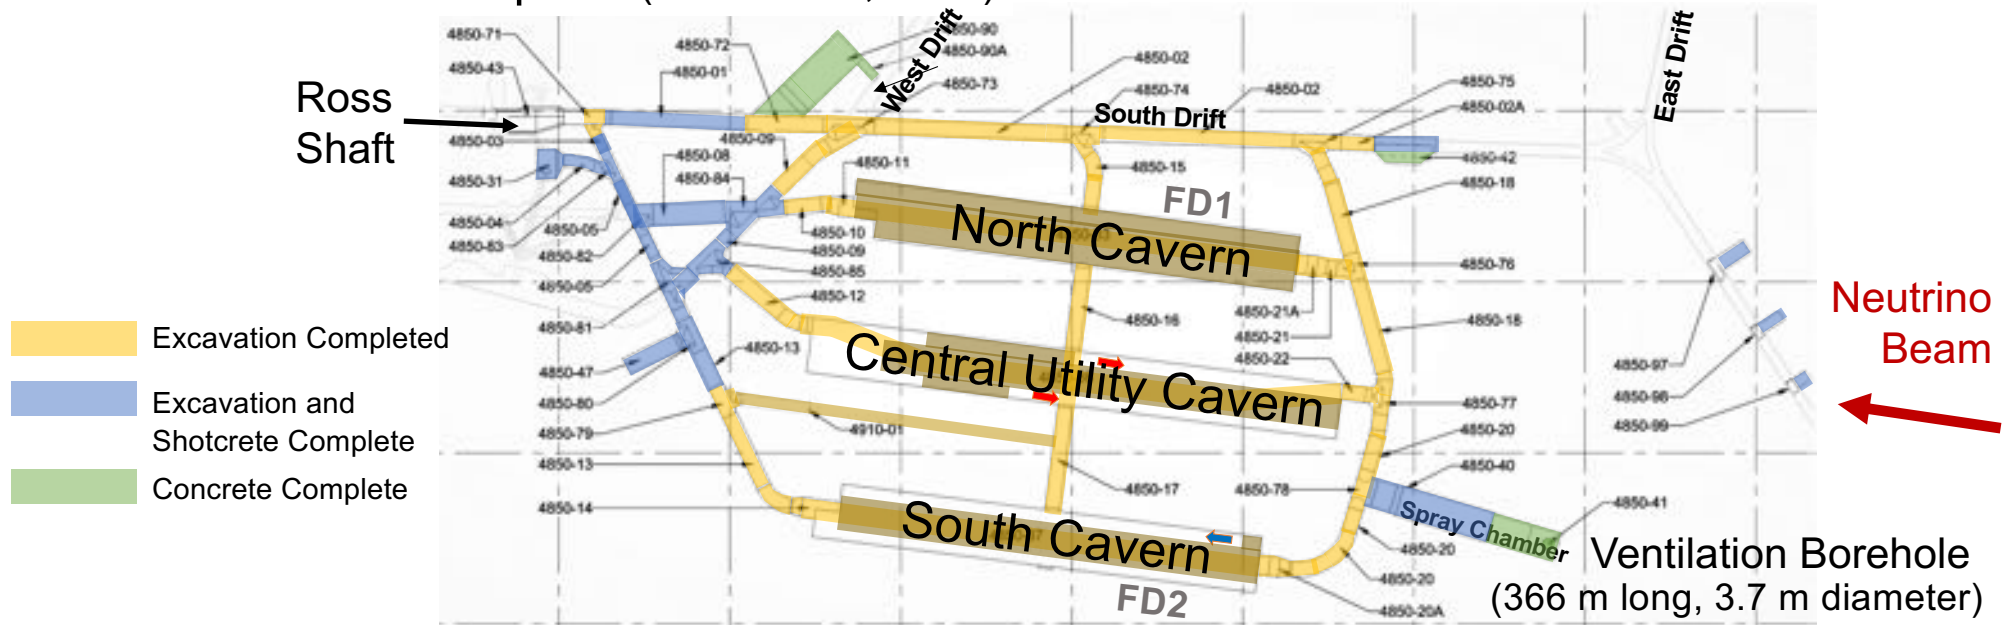 4850-71
4850-43
4850-72
4850-01
4850-90
4850-90A
4850-73
West Drift
4850-02
4850-74
4850-02
South Drift
4850-75
4850-02A
East Drift
Ross
Shaft
4850-03
4850-09
4850-08
4850-84
4850-11
4850-15
4850-42
4850-31
4850-18
4850-04
4850-83
4850-05
4850-82
FD1
North Cavern
4850-10
4850-09
4850-85
4850-76
4850-05
4850-12
4850-81
4850-16
4850-21A
4850-21
4850-18
Neutrino
Beam
Excavation Completed
4850-13
4850-22
Central Utility Cavern
4850-47
4850-97
4850-98
4850-99
Excavation and
Shotcrete Complete
4850-80
4850-77
4850-79
4910-01
4850-20
4850-13
4850-40
Concrete Complete
4850-17
4850-78
4850-41
4850-14
South Cavern
Spray Chamber
4850-20
Ventilation Borehole
(366 m long, 3.7 m diameter)
4850-20
FD2
4850-20A